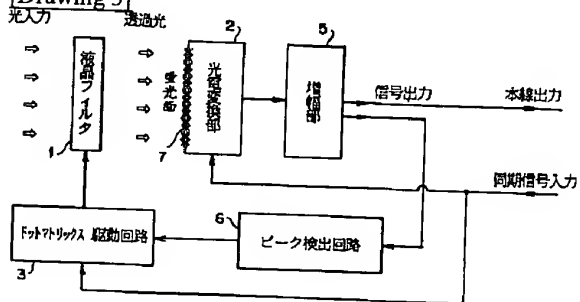 [Drawing 3]
光入力
透過光
液晶フィルタ
1
受光面
7
2
光電変換部
5
増幅部
信号出力
本線出力
同期信号入力
6
ピーク検出回路
ドットマトリックス 駆動回路
3